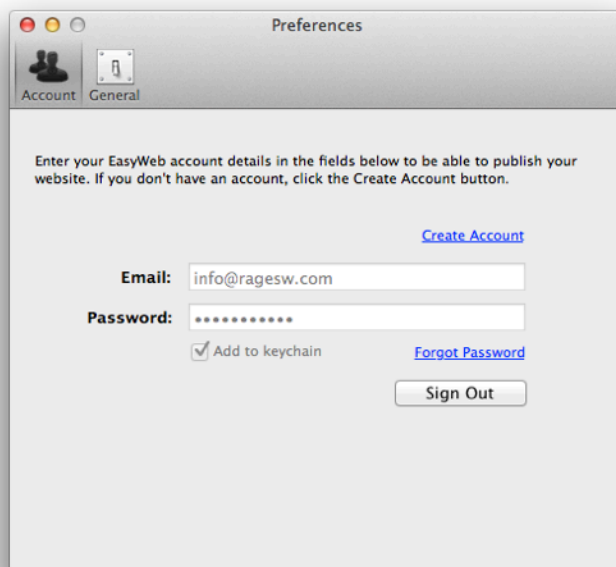 Preferences
Account General
Enter your EasyWeb account details in the fields below to be able to publish your
website. If you don't have an account, click the Create Account button.
Create Account
Email: info@ragesw.com
Password: •••••••••••
Add to keychain Forgot Password
Sign Out